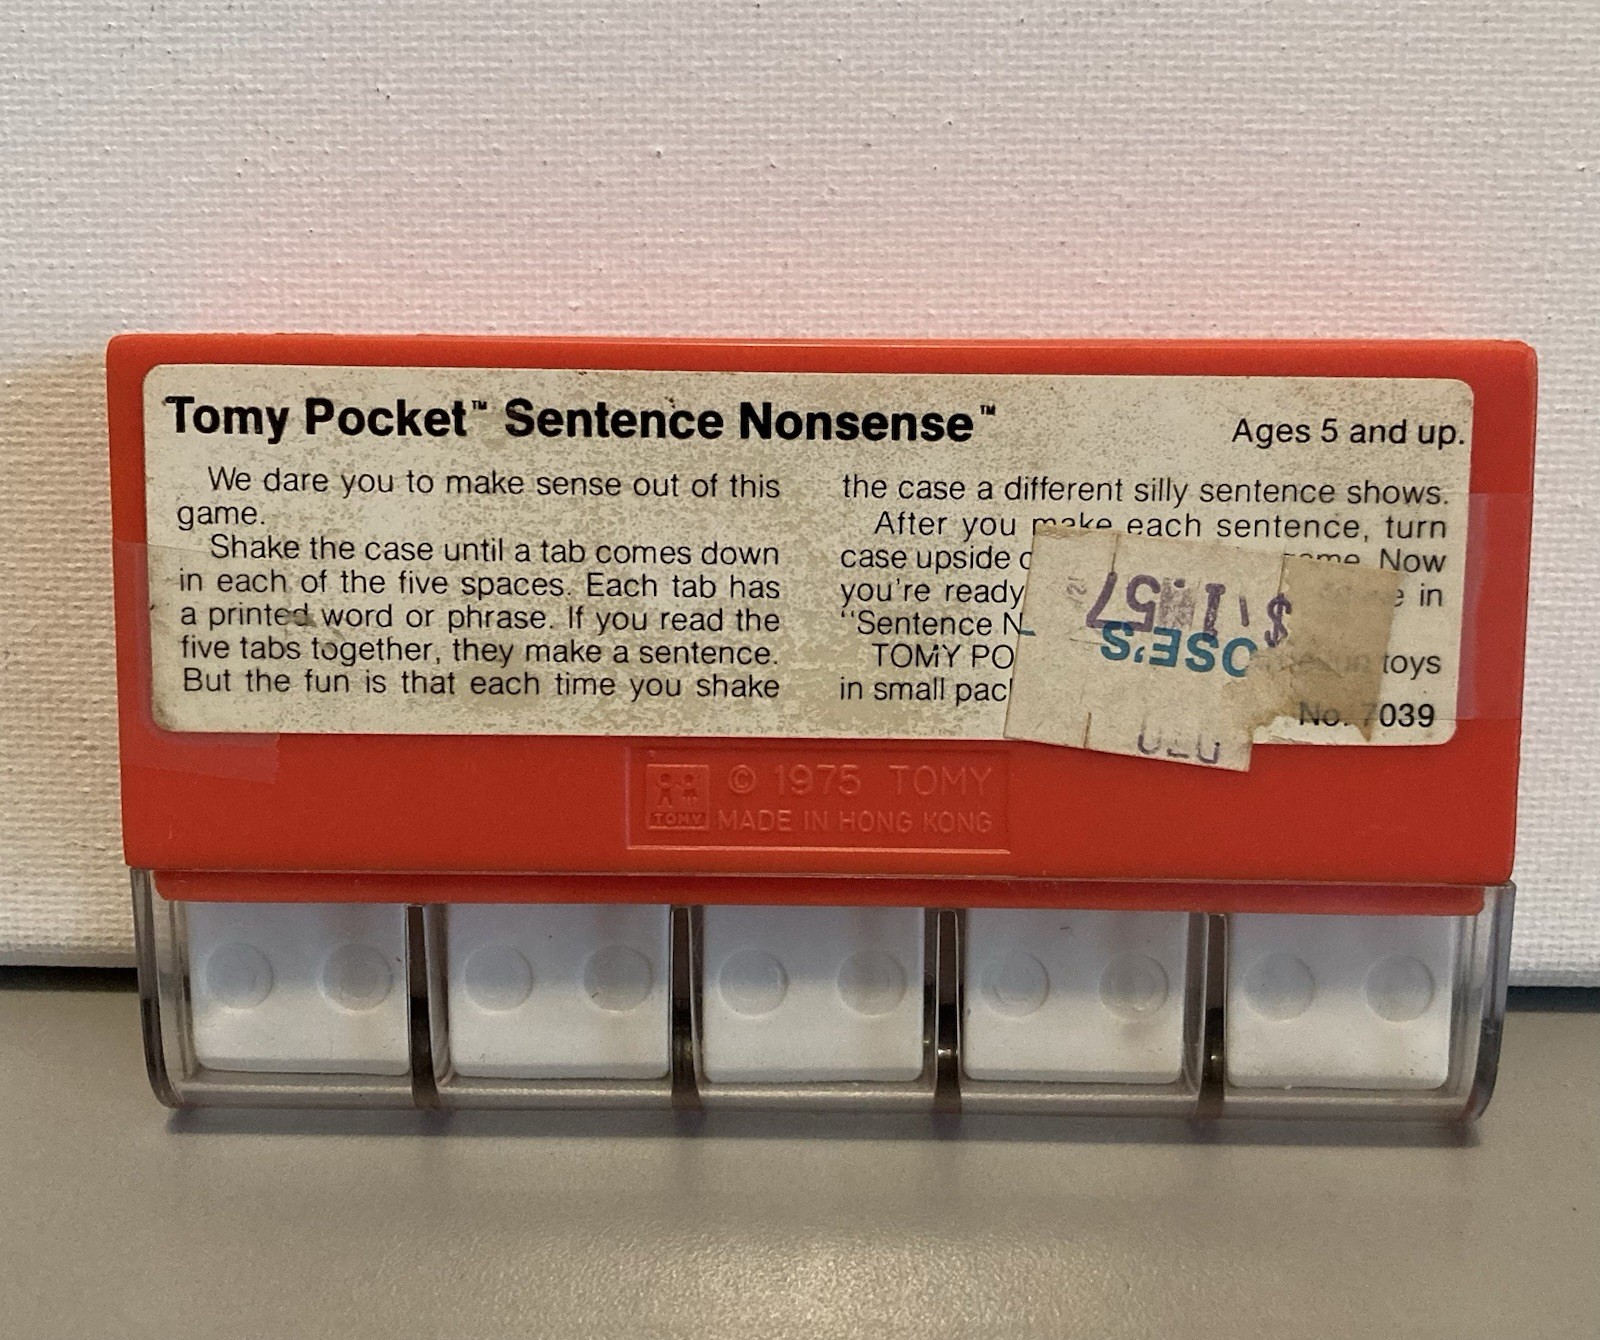 Tomy Pocket™ Sentence Nonsense™
Ages 5 and up.
We dare you to make sense out of this
game.
Shake the case until a tab comes down
in each of the five spaces. Each tab has
a printed word or phrase. If you read the
five tabs together, they make a sentence.
But the fun is that each time you shake
the case a different silly sentence shows.
After you make each sentence, turn
case upside Now
you're ready in
"Sentence
TOMY toys
in small
No. 7039
$1.57
OSE'S
© 1975 TOMY
TOMY MADE IN HONG KONG